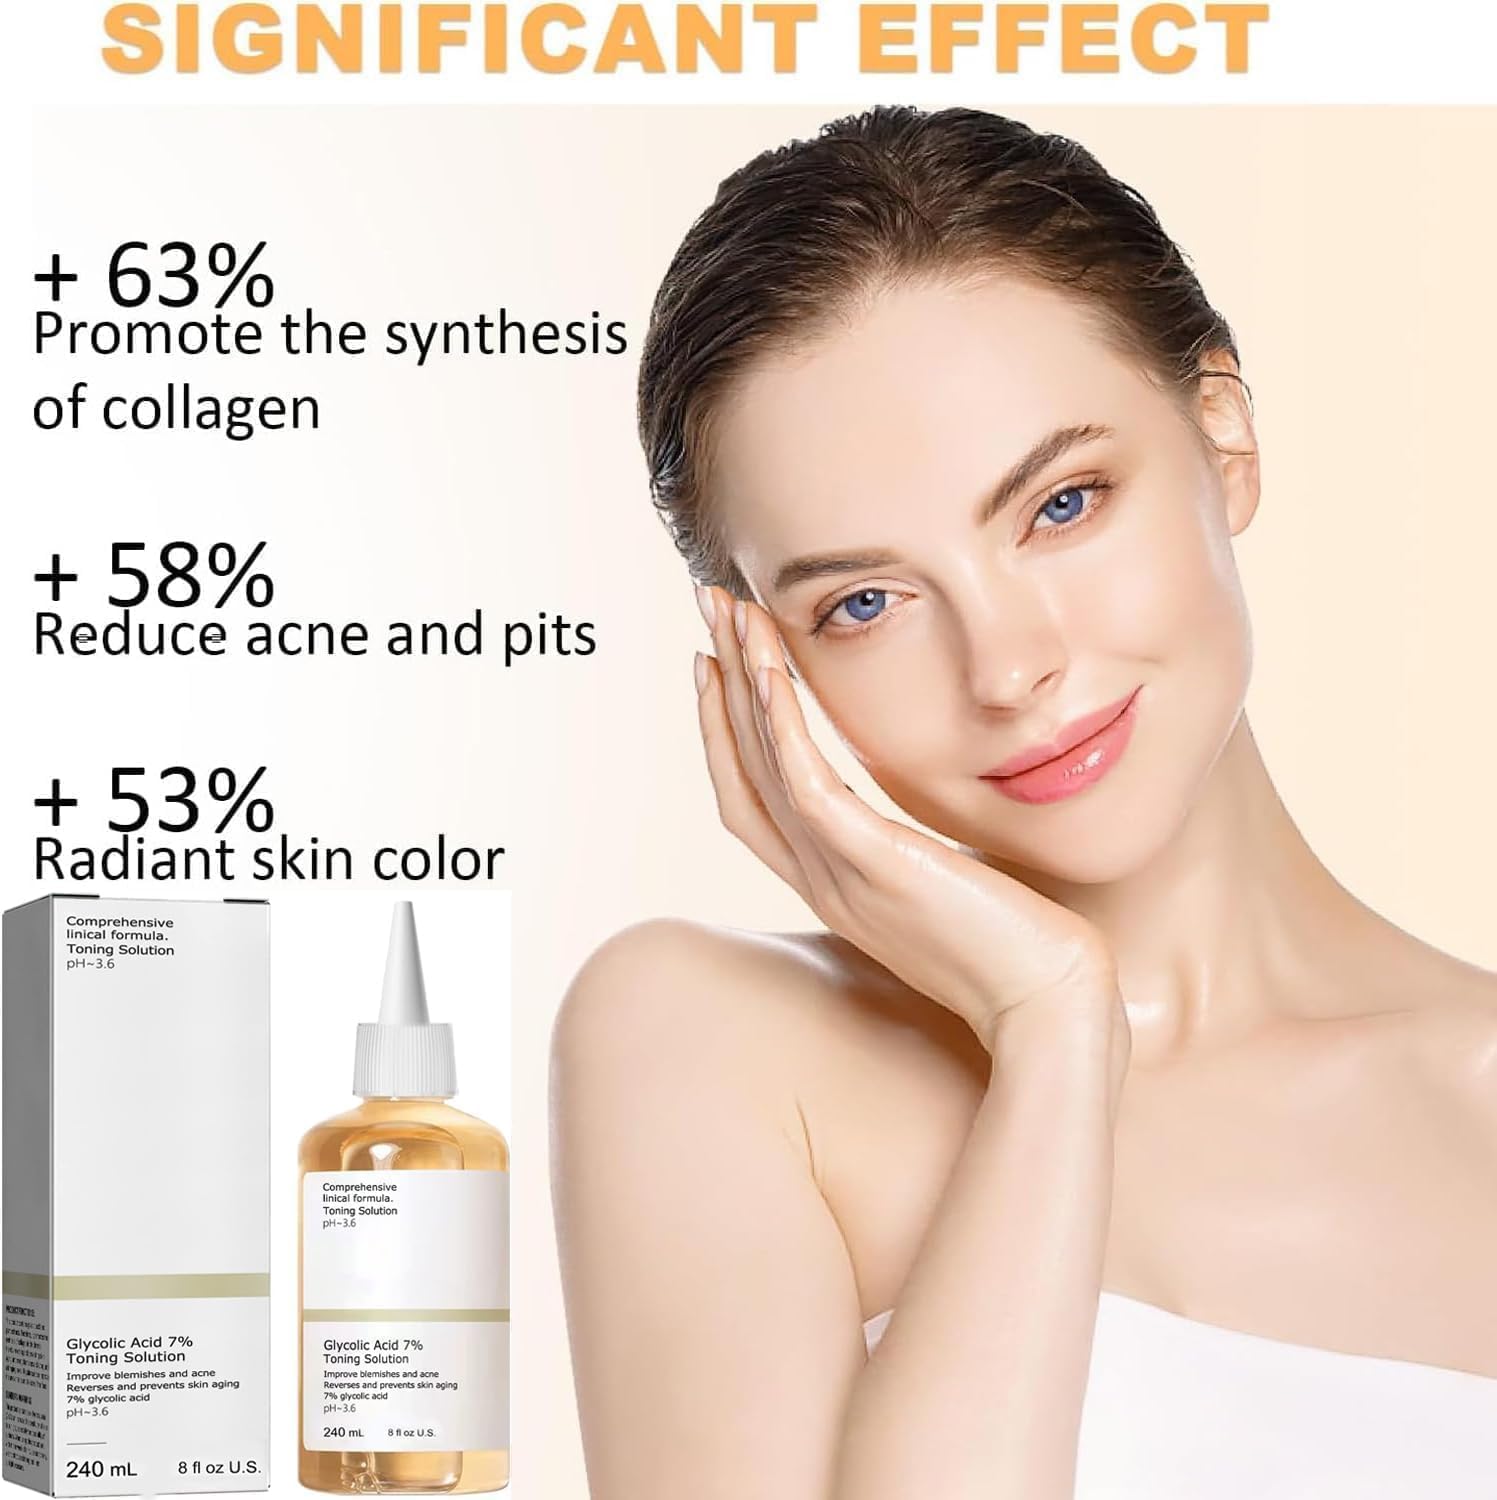 SIGNIFICANT EFFECT
+ 63%
Promote the synthesis
of collagen
+ 58%
Reduce acne and pits
+ 53%
Radiant skin color
Comprehensive
linical formula.
Toning Solution
pH~3.6
Glycolic Acid 7%
Toning Solution
Improve blemishes and acne
Reverses and prevents skin aging
7% glycolic acid
pH~3.6
240 mL 8 fl oz U.S.
Comprehensive
linical formula.
Toning Solution
pH~3.6
Glycolic Acid 7%
Toning Solution
Improve blemishes and acne
Reverses and prevents skin aging
7% glycolic acid
pH~3.6
240 mL 8 fl oz U.S.